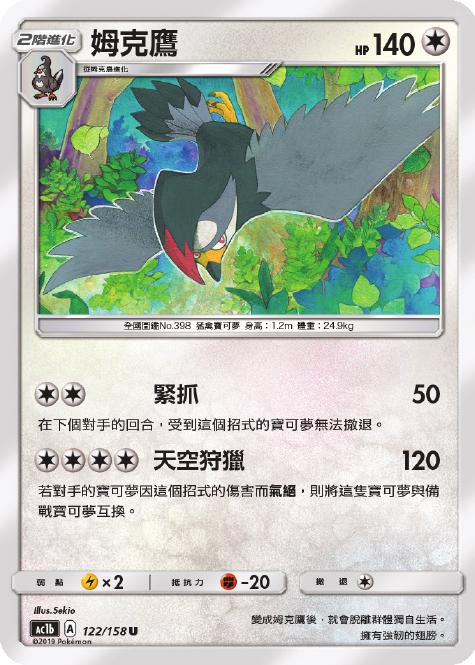 2階進化 姆克鷹 HP 140
從姆克鳥進化
全國圖鑑No.398 猛禽寶可夢 身高：1.2m 體重：24.9kg
緊抓 50
在下個對手的回合，受到這個招式的寶可夢無法撤退。
天空狩獵 120
若對手的寶可夢因這個招式的傷害而氣絕，則將這隻寶可夢與備
戰寶可夢互換。
弱點 ×2 抵抗力 -20 撤退
Illus.Sekio
變成姆克鷹後，就會脫離群體獨自生活。
擁有強韌的翅膀。
AC1b A 122/158 U
©2019 Pokémon